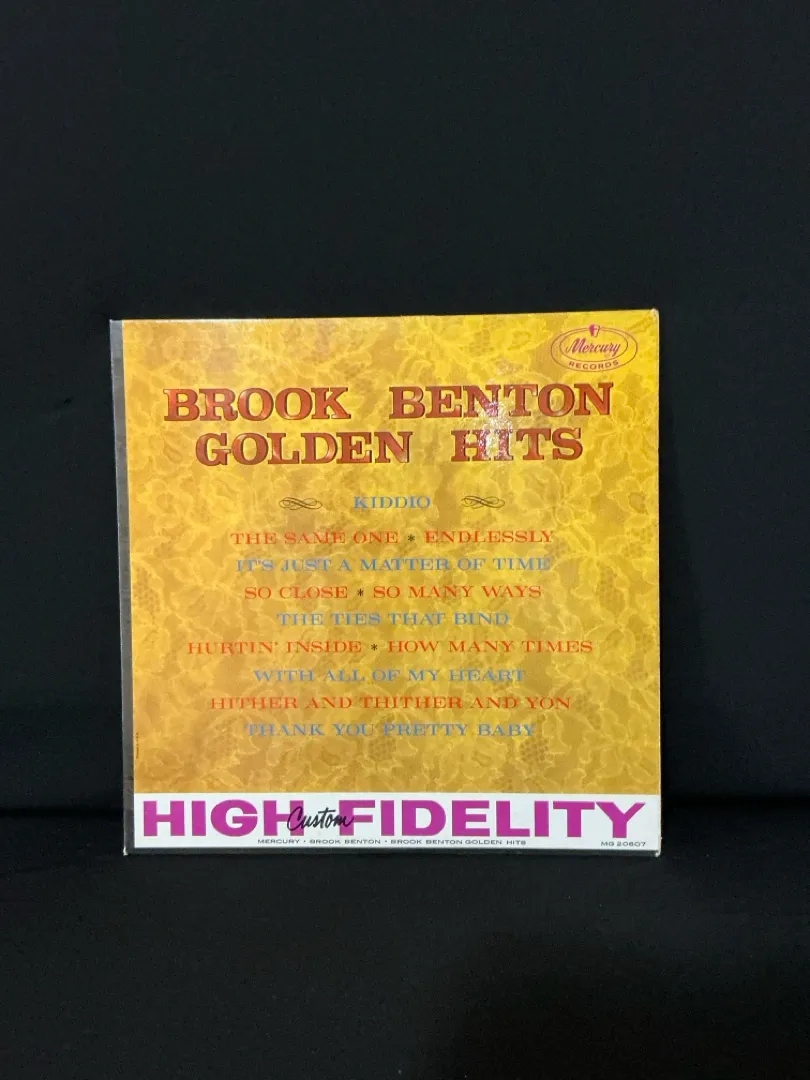 Mercury
RECORDS
BROOK BENTON
GOLDEN HITS
KIDDIO
THE SAME ONE * ENDLESSLY
IT'S JUST A MATTER OF TIME
SO CLOSE * SO MANY WAYS
THE TIES THAT BIND
HURTIN' INSIDE * HOW MANY TIMES
WITH ALL OF MY HEART
HITHER AND THITHER AND YON
THANK YOU PRETTY BABY
HIGH Custom FIDELITY
MERCURY • BROOK BENTON • BROOK BENTON GOLDEN HITS
MG 20607